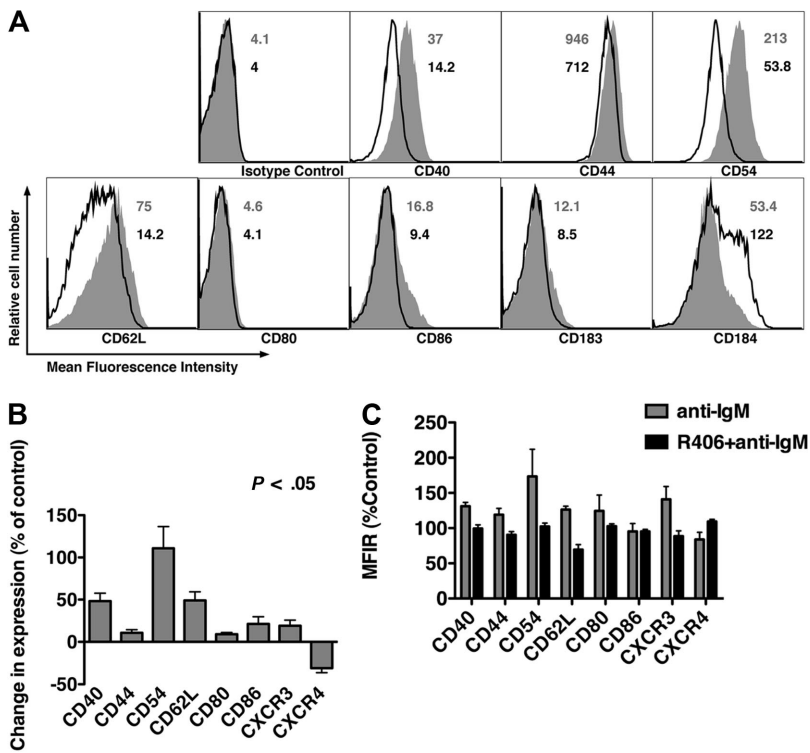 A
4.1
4
Isotype Control
37
14.2
CD40
946
712
CD44
213
53.8
CD54
Relative cell number
75
14.2
CD62L
4.6
4.1
CD80
16.8
9.4
CD86
12.1
8.5
CD183
53.4
122
CD184
Mean Fluorescence Intensity
B
Change in expression (% of control)
P < .05
150
100
50
0
-50
CD40
CD44
CD54
CD62L
CD80
CD86
CXCR3
CXCR4
C
MFIR (%Control)
250
200
150
100
50
0
anti-IgM
R406+anti-IgM
CD40
CD44
CD54
CD62L
CD80
CD86
CXCR3
CXCR4